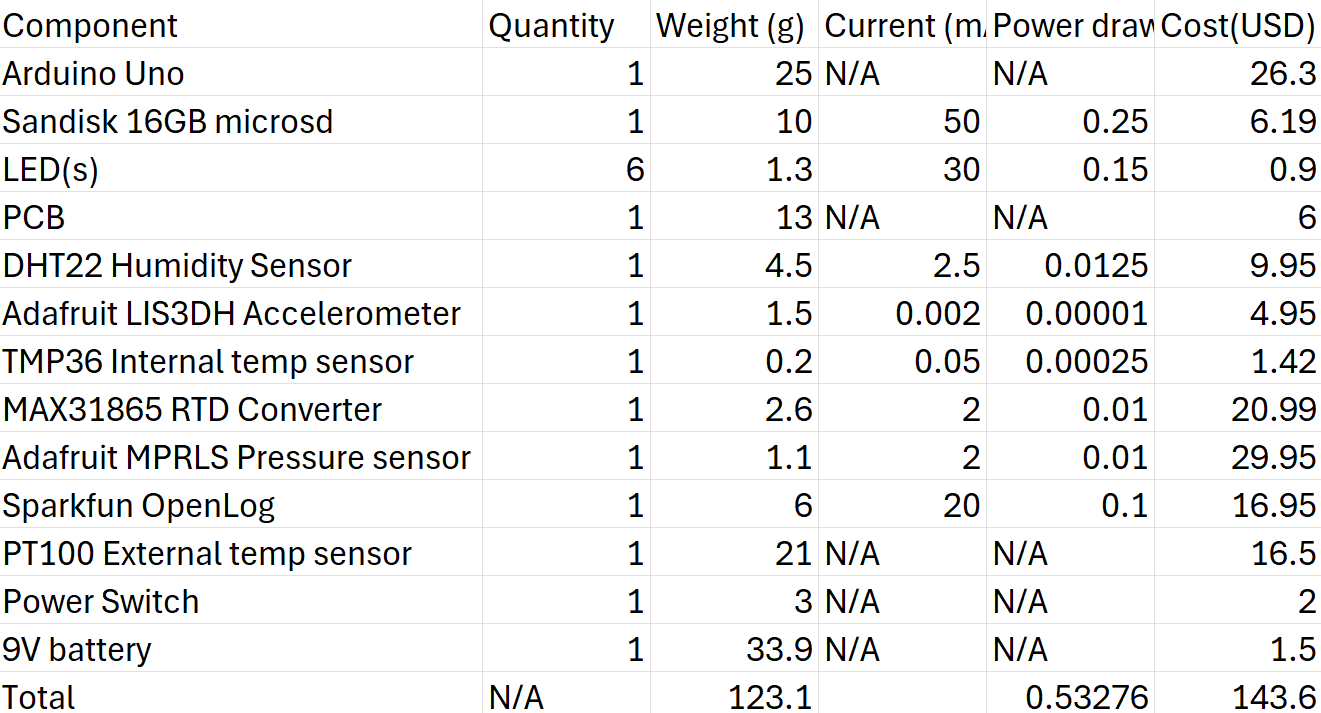 Component Quantity Weight (g) Current (m Power draw Cost(USD)
Arduino Uno 1 25 N/A N/A 26.3
Sandisk 16GB microsd 1 10 50 0.25 6.19
LED(s) 6 1.3 30 0.15 0.9
PCB 1 13 N/A N/A 6
DHT22 Humidity Sensor 1 4.5 2.5 0.0125 9.95
Adafruit LIS3DH Accelerometer 1 1.5 0.002 0.00001 4.95
TMP36 Internal temp sensor 1 0.2 0.05 0.00025 1.42
MAX31865 RTD Converter 1 2.6 2 0.01 20.99
Adafruit MPRLS Pressure sensor 1 1.1 2 0.01 29.95
Sparkfun OpenLog 1 6 20 0.1 16.95
PT100 External temp sensor 1 21 N/A N/A 16.5
Power Switch 1 3 N/A N/A 2
9V battery 1 33.9 N/A N/A 1.5
Total N/A 123.1 0.53276 143.6